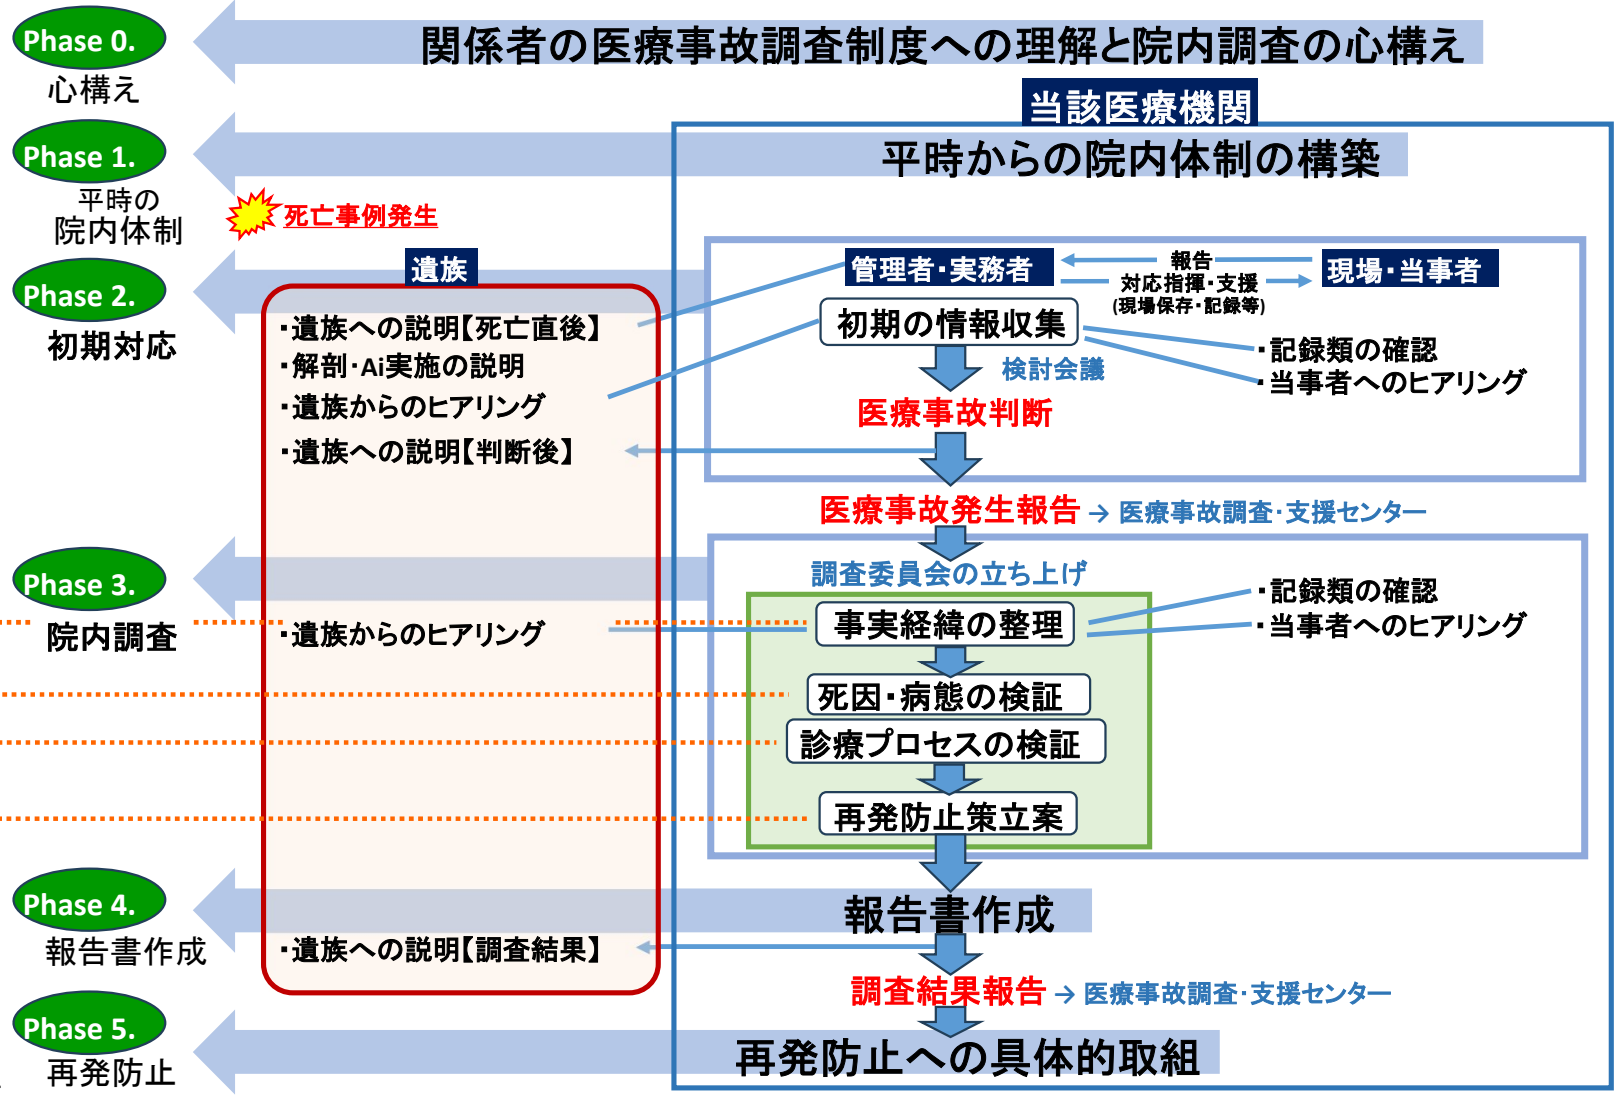 Phase 0.
心構え
関係者の医療事故調査制度への理解と院内調査の心構え
当該医療機関
Phase 1.
平時の
院内体制
平時からの院内体制の構築
死亡事例発生
Phase 2.
初期対応
遺族
・遺族への説明【死亡直後】
・解剖・Ai実施の説明
・遺族からのヒアリング
・遺族への説明【判断後】
管理者・実務者
報告
対応指揮・支援
(現場保存・記録等)
現場・当事者
初期の情報収集
・記録類の確認
・当事者へのヒアリング
検討会議
医療事故判断
医療事故発生報告 → 医療事故調査・支援センター
Phase 3.
院内調査
調査委員会の立ち上げ
・遺族からのヒアリング
事実経緯の整理
・記録類の確認
・当事者へのヒアリング
死因・病態の検証
診療プロセスの検証
再発防止策立案
Phase 4.
報告書作成
報告書作成
・遺族への説明【調査結果】
調査結果報告 → 医療事故調査・支援センター
Phase 5.
再発防止
再発防止への具体的取組